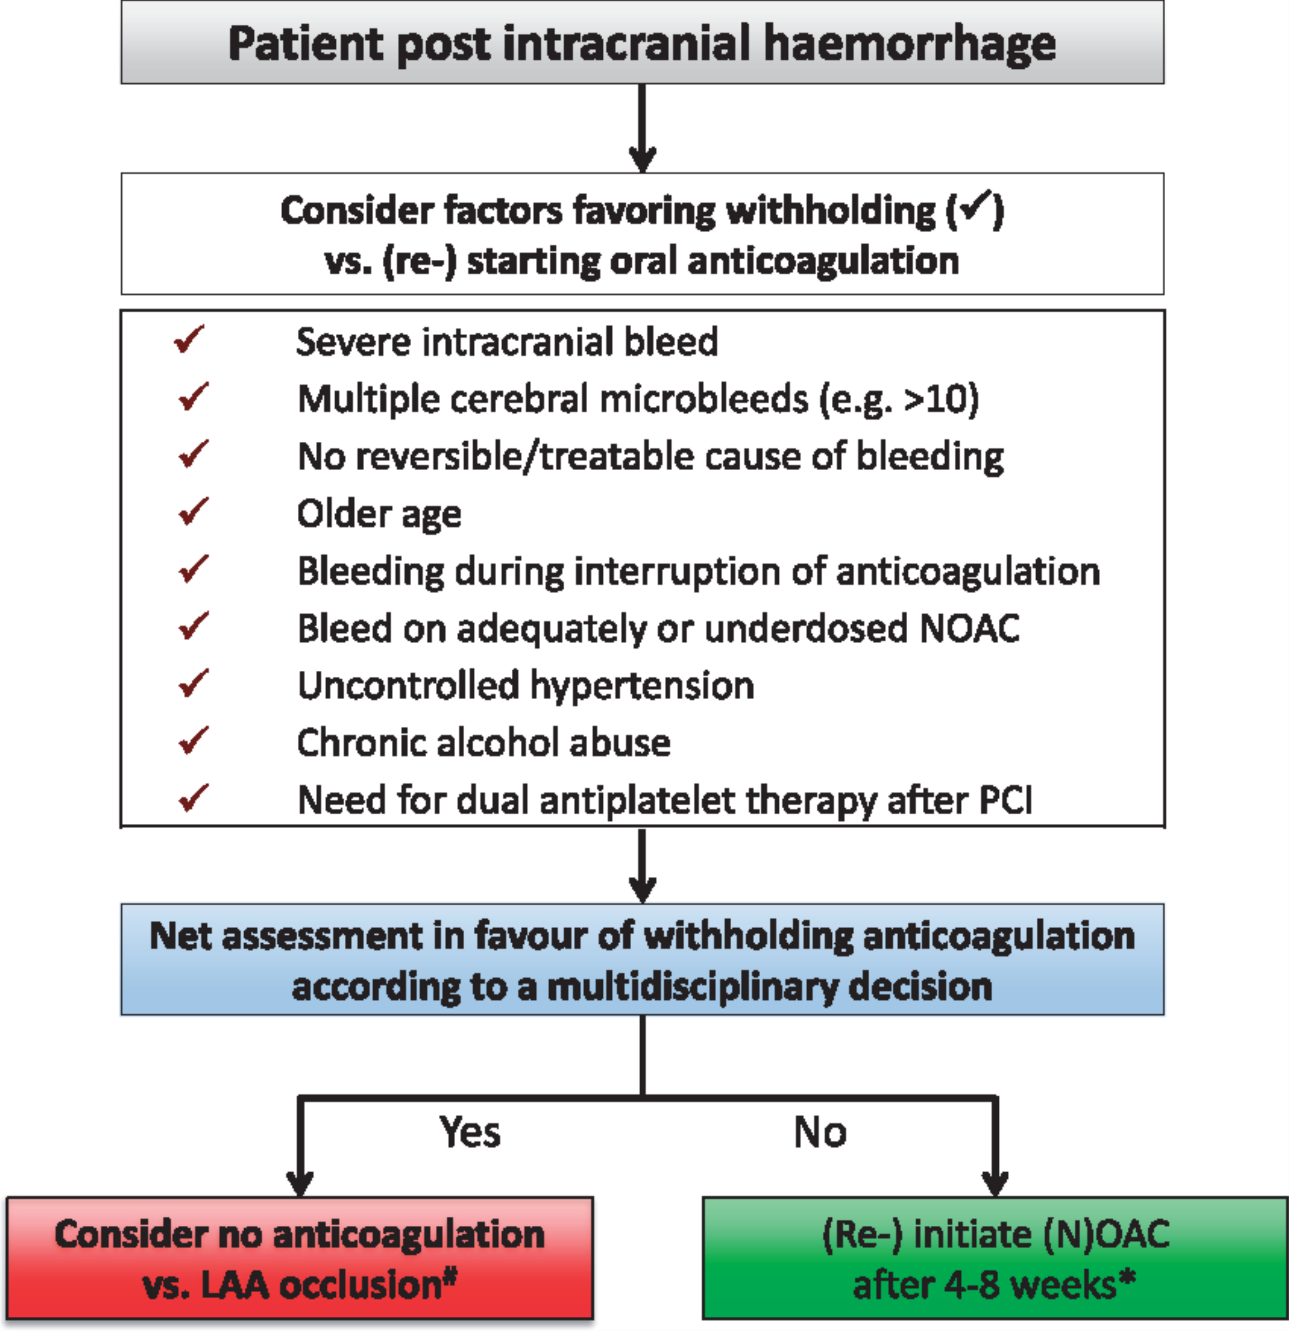 Patient post intracranial haemorrhage
Consider factors favoring withholding (✓)
vs. (re-) starting oral anticoagulation
✓ Severe intracranial bleed
✓ Multiple cerebral microbleeds (e.g. >10)
✓ No reversible/treatable cause of bleeding
✓ Older age
✓ Bleeding during interruption of anticoagulation
✓ Bleed on adequately or underdosed NOAC
✓ Uncontrolled hypertension
✓ Chronic alcohol abuse
✓ Need for dual antiplatelet therapy after PCI
Net assessment in favour of withholding anticoagulation
according to a multidisciplinary decision
Yes
No
Consider no anticoagulation
vs. LAA occlusion#
(Re-) initiate (N)OAC
after 4-8 weeks*